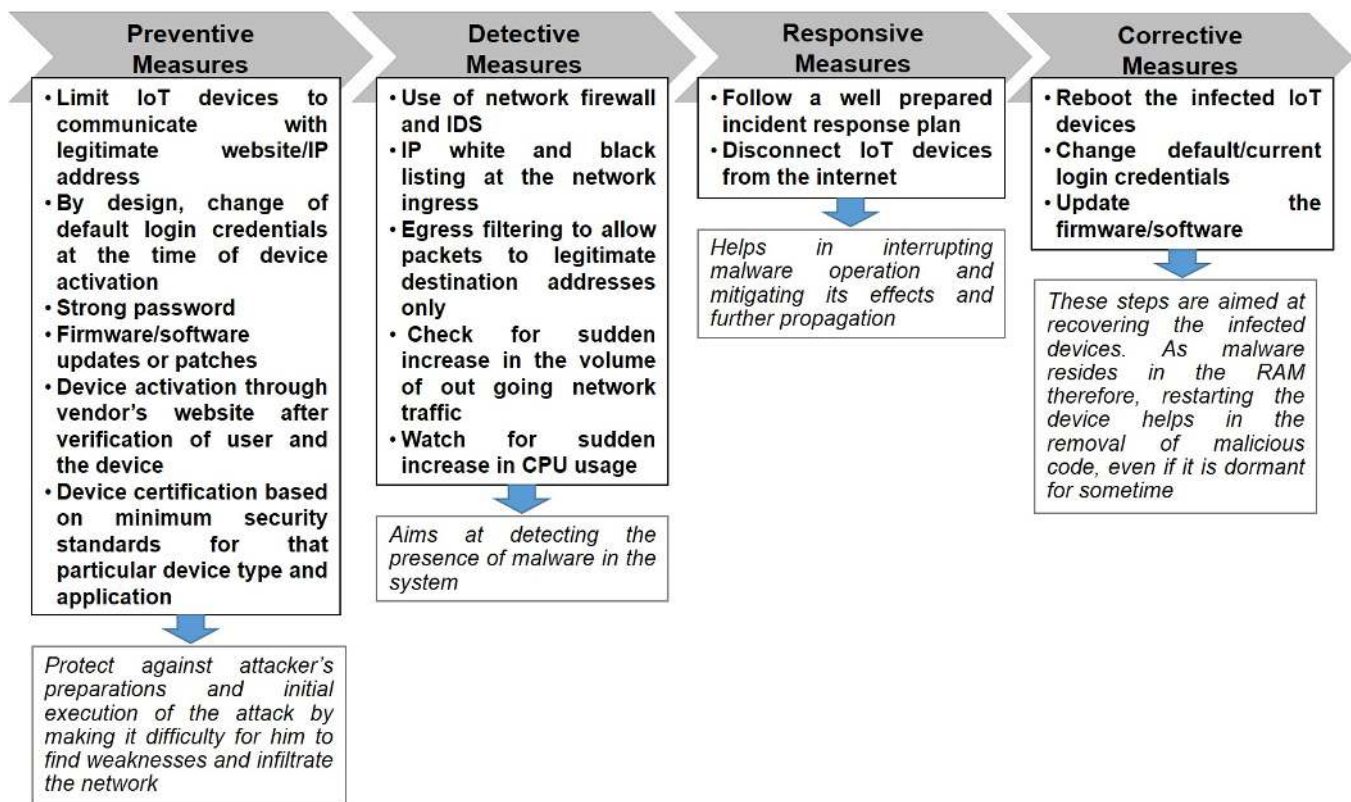 Preventive
Measures
• Limit IoT devices to
communicate with
legitimate website/IP
address
• By design, change of
default login credentials
at the time of device
activation
• Strong password
• Firmware/software
updates or patches
• Device activation through
vendor's website after
verification of user and
the device
• Device certification based
on minimum security
standards for that
particular device type and
application
Protect against attacker's
preparations and initial
execution of the attack by
making it difficulty for him to
find weaknesses and infiltrate
the network
Detective
Measures
• Use of network firewall
and IDS
• IP white and black
listing at the network
ingress
• Egress filtering to allow
packets to legitimate
destination addresses
only
• Check for sudden
increase in the volume
of out going network
traffic
• Watch for sudden
increase in CPU usage
Aims at detecting the
presence of malware in the
system
Responsive
Measures
• Follow a well prepared
incident response plan
• Disconnect IoT devices
from the internet
Helps in interrupting
malware operation and
mitigating its effects and
further propagation
Corrective
Measures
• Reboot the infected IoT
devices
• Change default/current
login credentials
• Update the
firmware/software
These steps are aimed at
recovering the infected
devices. As malware
resides in the RAM
therefore, restarting the
device helps in the
removal of malicious
code, even if it is dormant
for sometime